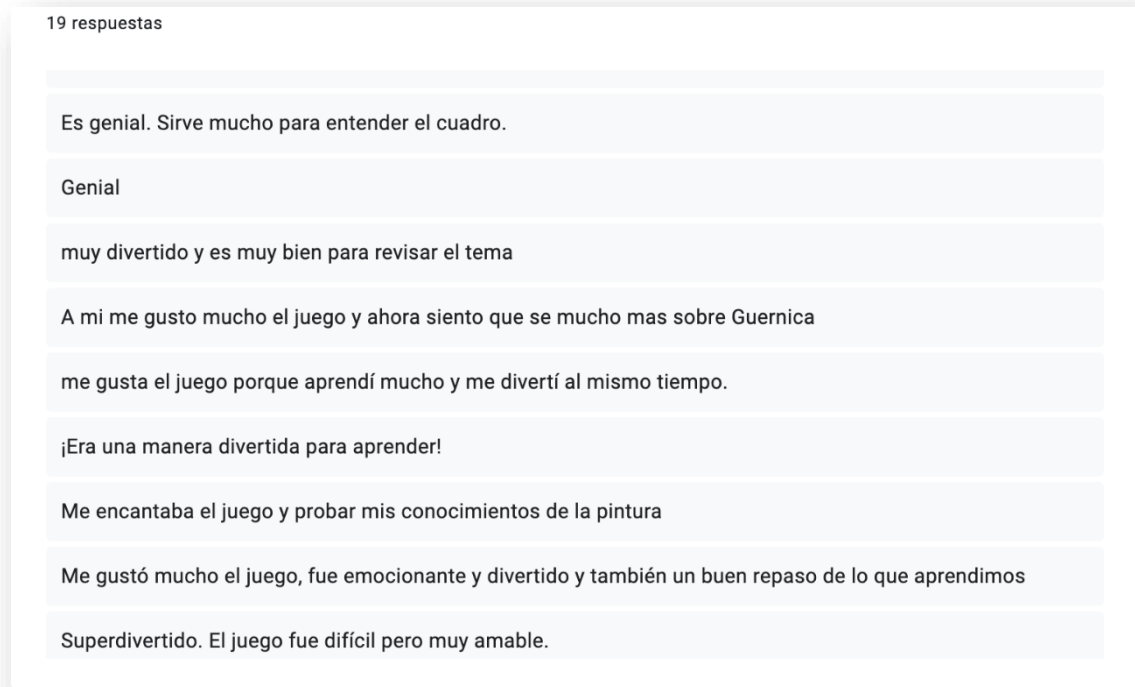 19 respuestas
Es genial. Sirve mucho para entender el cuadro.
Genial
muy divertido y es muy bien para revisar el tema
A mi me gusto mucho el juego y ahora siento que se mucho mas sobre Guernica
me gusta el juego porque aprendí mucho y me divertí al mismo tiempo.
¡Era una manera divertida para aprender!
Me encantaba el juego y probar mis conocimientos de la pintura
Me gustó mucho el juego, fue emocionante y divertido y también un buen repaso de lo que aprendimos
Superdivertido. El juego fue difícil pero muy amable.